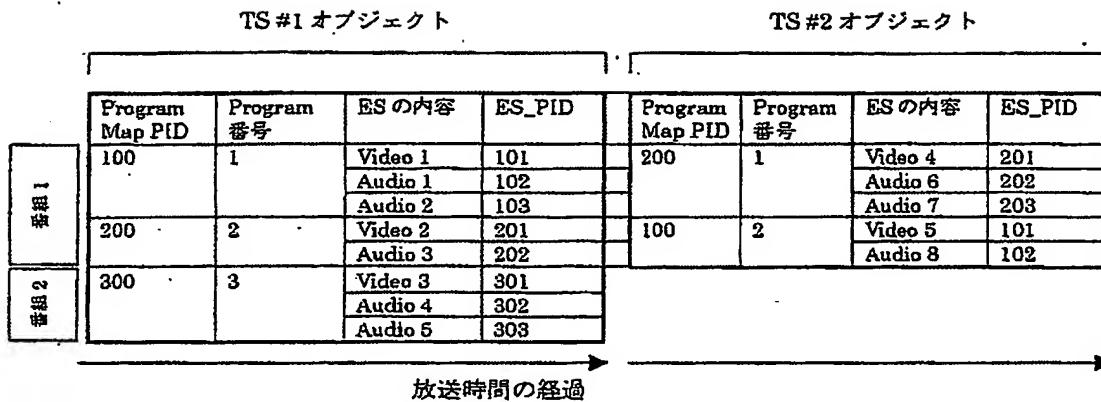 TS #1 オブジェクト TS #2 オブジェクト
Program Map PID Program 番号 ESの内容 ES_PID Program Map PID Program 番号 ESの内容 ES_PID
番組1 100 1 Video 1 101 200 1 Video 4 201
Audio 1 102 Audio 6 202
Audio 2 103 Audio 7 203
200 2 Video 2 201 100 2 Video 5 101
Audio 3 202 Audio 8 102
番組2 300 3 Video 3 301
Audio 4 302
Audio 5 303
放送時間の経過